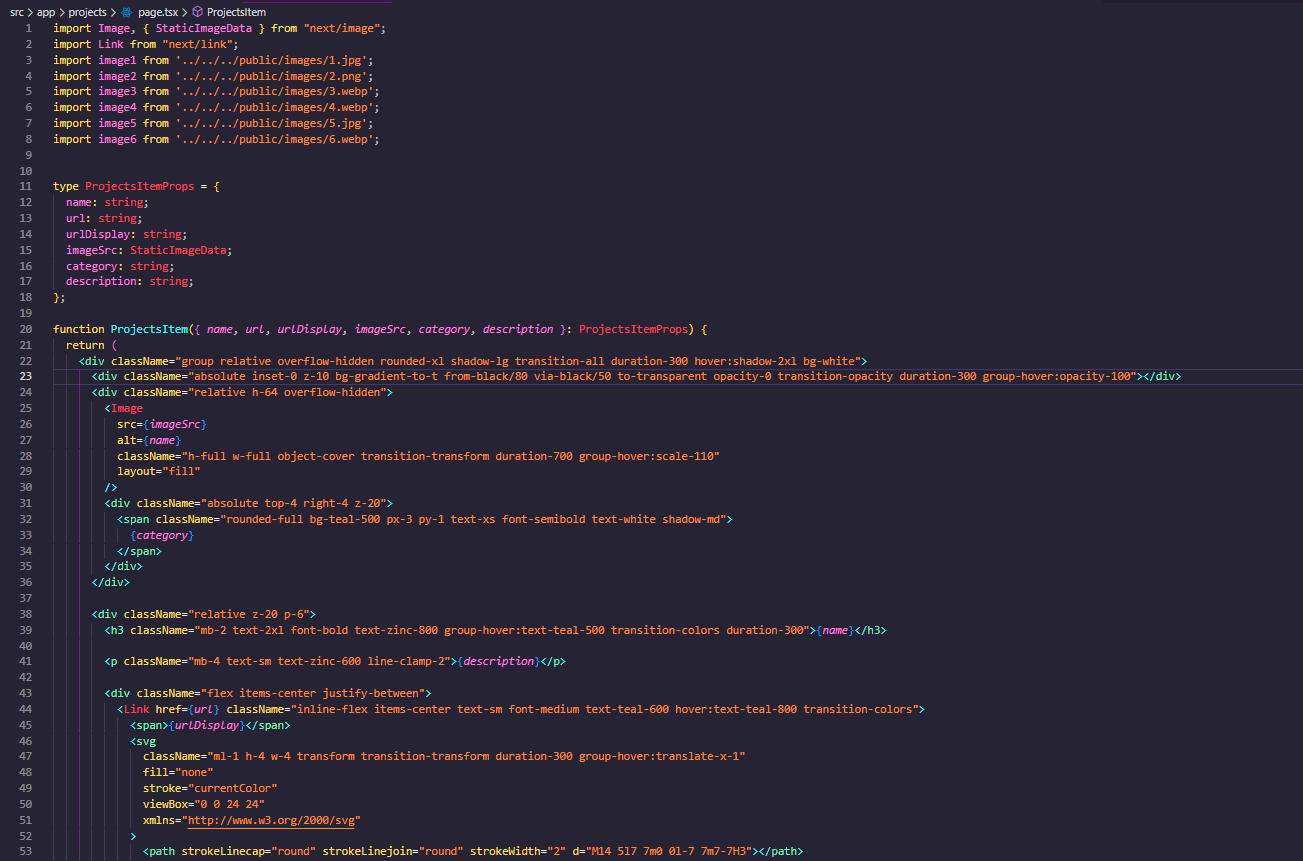 src > app > projects > page.tsx > ProjectsItem
1 import Image, { StaticImageData } from "next/image";
2 import Link from "next/link";
3 import image1 from '../../../public/images/1.jpg';
4 import image2 from '../../../public/images/2.png';
5 import image3 from '../../../public/images/3.webp';
6 import image4 from '../../../public/images/4.webp';
7 import image5 from '../../../public/images/5.jpg';
8 import image6 from '../../../public/images/6.webp';
9
10
11 type ProjectsItemProps = {
12 name: string;
13 url: string;
14 urlDisplay: string;
15 imageSrc: StaticImageData;
16 category: string;
17 description: string;
18 };
19
20 function ProjectsItem({ name, url, urlDisplay, imageSrc, category, description }: ProjectsItemProps) {
21 return (
22 <div className="group relative overflow-hidden rounded-xl shadow-lg transition-all duration-300 hover:shadow-2xl bg-white">
23 <div className="absolute inset-0 z-10 bg-gradient-to-t from-black/80 via-black/50 to-transparent opacity-0 transition-opacity duration-300 group-hover:opacity-100"></div>
24 <div className="relative h-64 overflow-hidden">
25 <Image
26 src={imageSrc}
27 alt={name}
28 className="h-full w-full object-cover transition-transform duration-700 group-hover:scale-110"
29 layout="fill"
30 />
31 <div className="absolute top-4 right-4 z-20">
32 <span className="rounded-full bg-teal-500 px-3 py-1 text-xs font-semibold text-white shadow-md">
33 {category}
34 </span>
35 </div>
36 </div>
37
38 <div className="relative z-20 p-6">
39 <h3 className="mb-2 text-2xl font-bold text-zinc-800 group-hover:text-teal-500 transition-colors duration-300">{name}</h3>
40
41 <p className="mb-4 text-sm text-zinc-600 line-clamp-2">{description}</p>
42
43 <div className="flex items-center justify-between">
44 <Link href={url} className="inline-flex items-center text-sm font-medium text-teal-600 hover:text-teal-800 transition-colors">
45 <span>{urlDisplay}</span>
46 <svg
47 className="ml-1 h-4 w-4 transform transition-transform duration-300 group-hover:translate-x-1"
48 fill="none"
49 stroke="currentColor"
50 viewBox="0 0 24 24"
51 xmlns="http://www.w3.org/2000/svg"
52 >
53 <path strokeLinecap="round" strokeLinejoin="round" strokeWidth="2" d="M14 5l7 7m0 0l-7 7m7-7H3"></path>